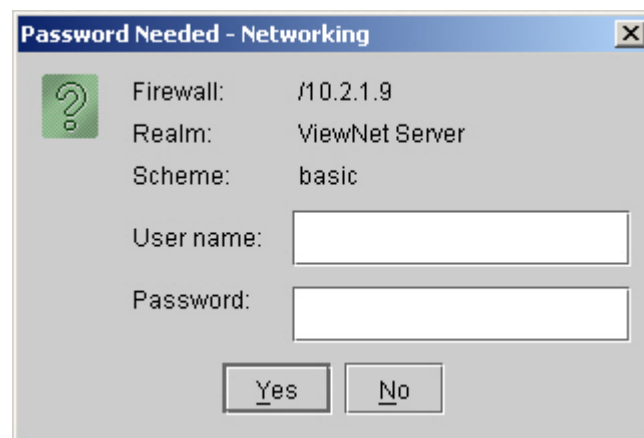 Password Needed - Networking
Firewall: /10.2.1.9
Realm: ViewNet Server
Scheme: basic
User name:
Password:
Yes No